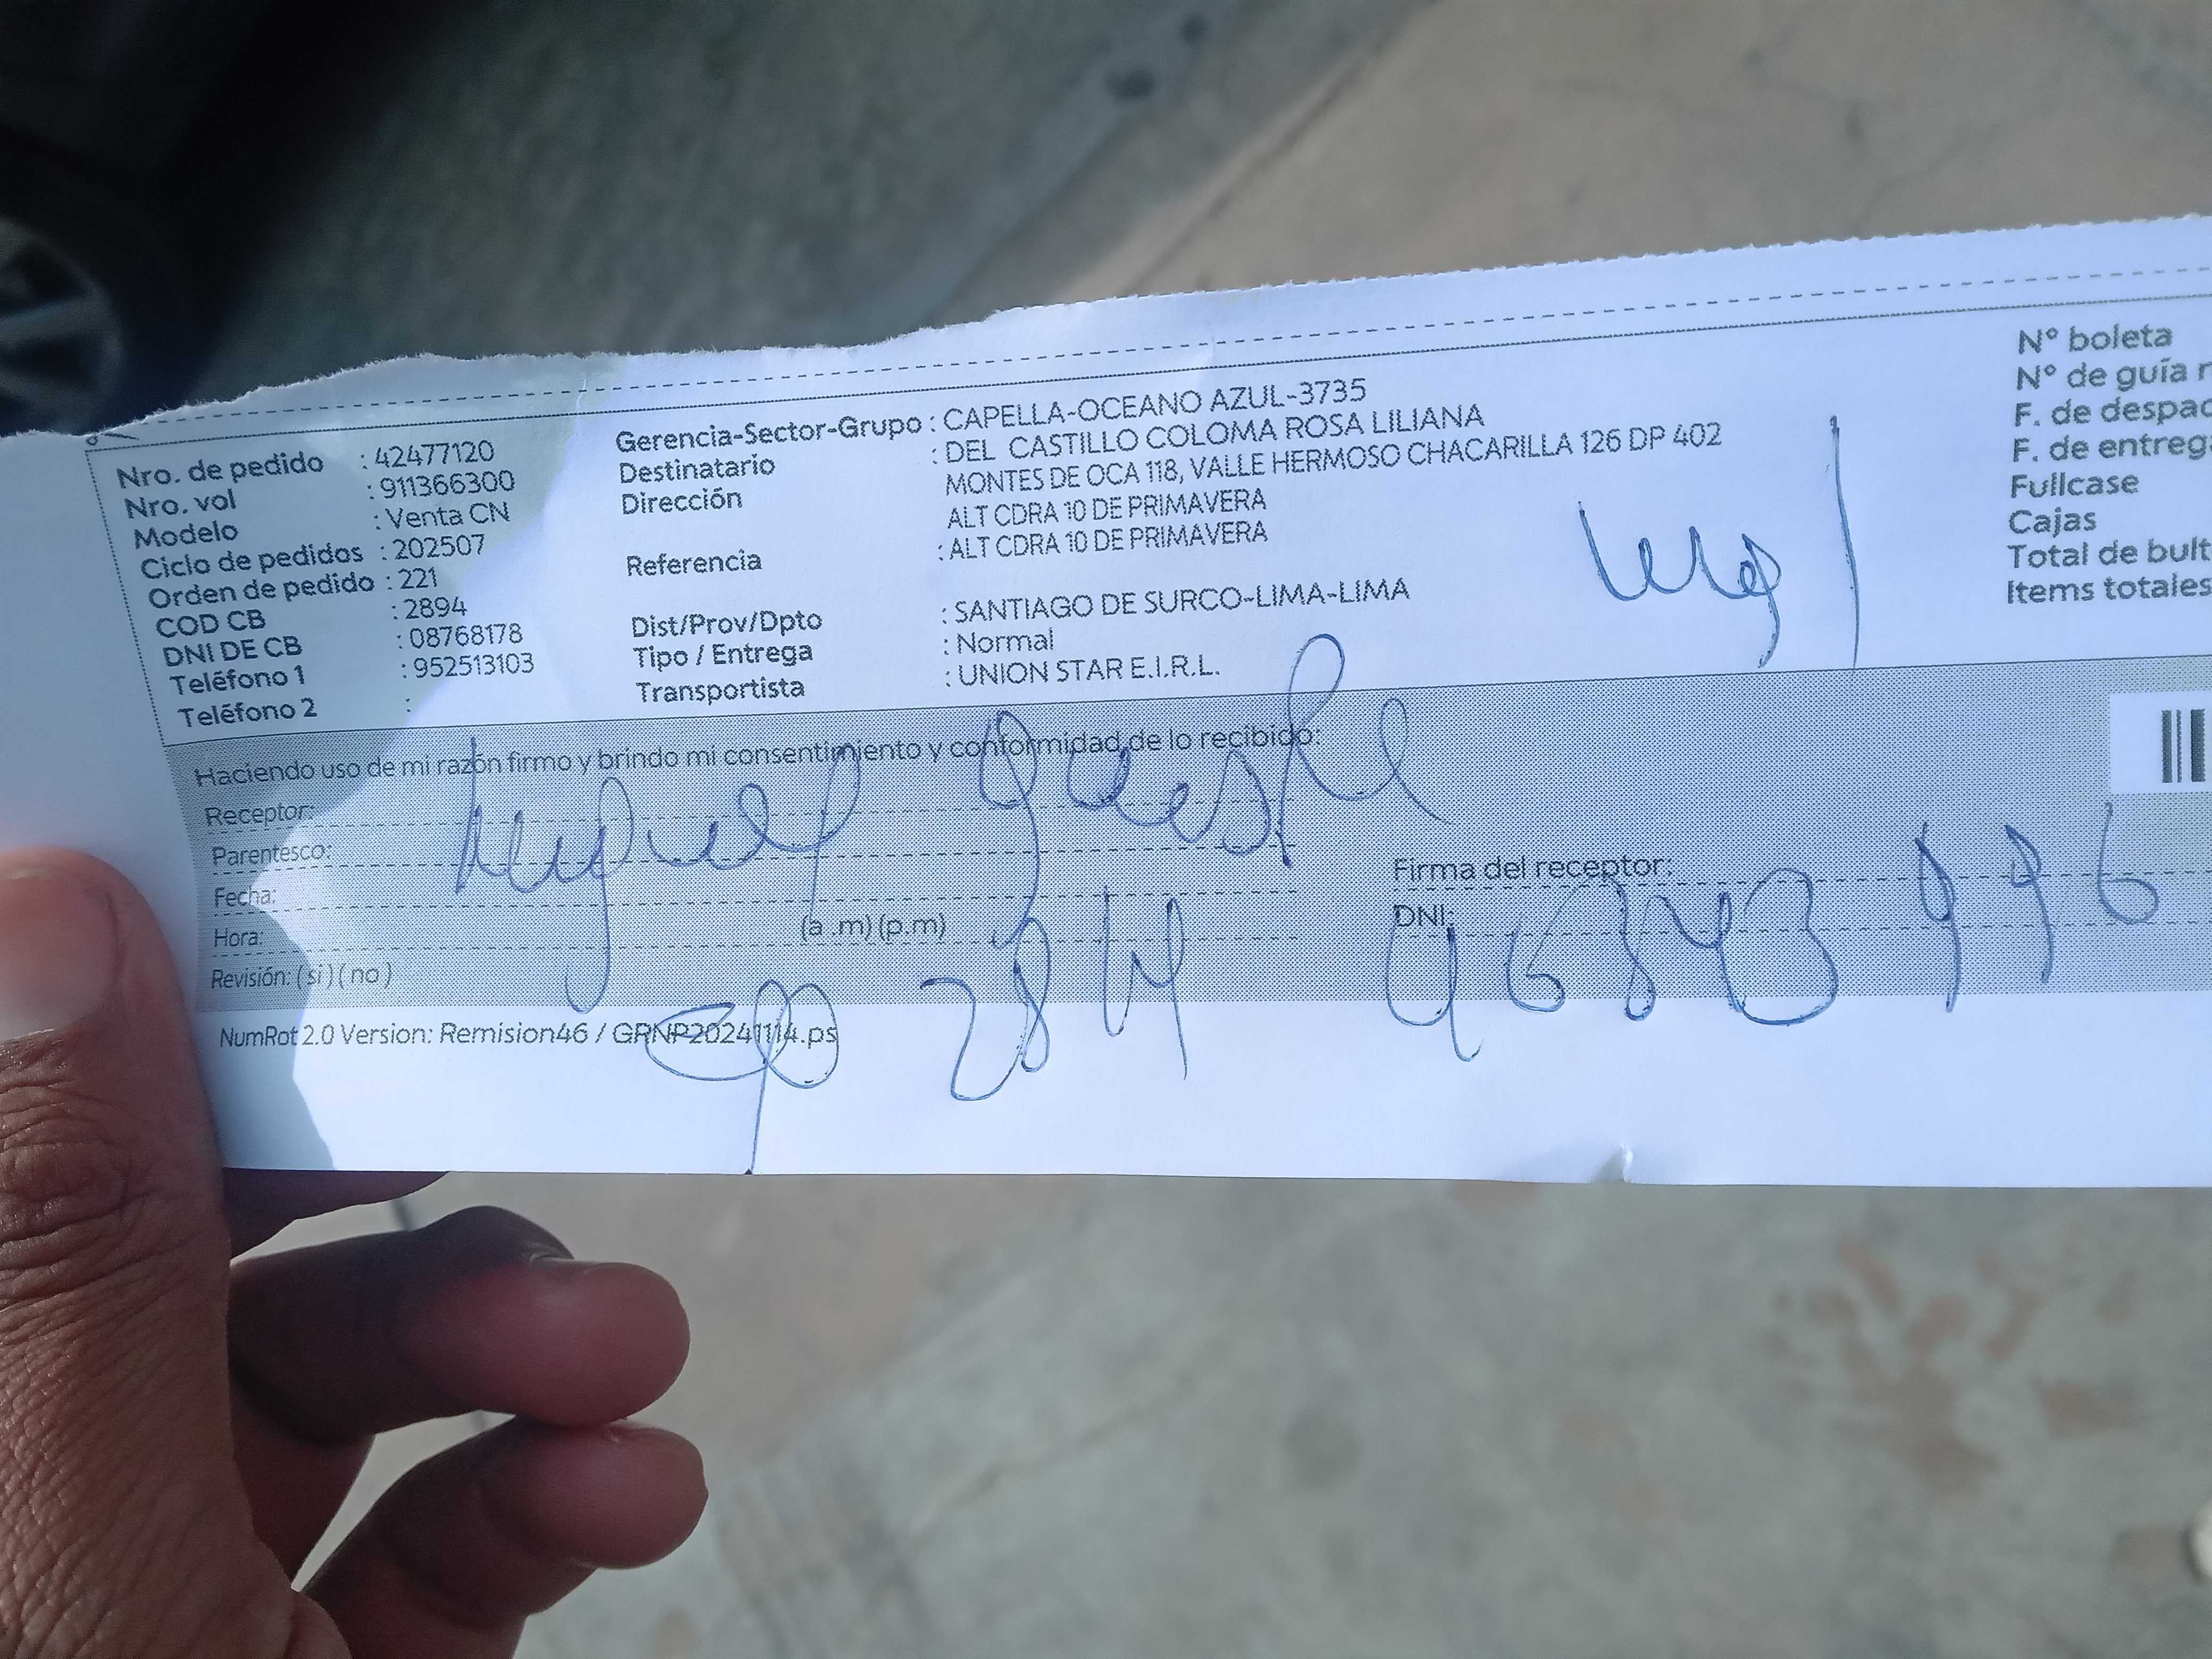 Nro. de pedido : 42477120
Nro. vol : 911366300
Modelo : Venta CN
Ciclo de pedidos : 202507
Orden de pedido : 221
COD CB : 2894
DNI DE CB : 08768178
Teléfono 1 : 952513103
Teléfono 2 :
Gerencia-Sector-Grupo : CAPELLA-OCEANO AZUL-3735
Destinatario : DEL CASTILLO COLOMA ROSA LILIANA
Dirección MONTES DE OCA 118, VALLE HERMOSO CHACARILLA 126 DP 402
ALT CDRA 10 DE PRIMAVERA
Referencia : ALT CDRA 10 DE PRIMAVERA
Dist/Prov/Dpto : SANTIAGO DE SURCO-LIMA-LIMA
Tipo / Entrega : Normal
Transportista : UNION STAR E.I.R.L.
N° boleta
N° de guía r
F. de despac
F. de entreg
Fullcase
Cajas
Total de bult
Items totales
Haciendo uso de mi razón firmo y brindo mi consentimiento y conformidad de lo recibido:
Receptor:
Miguel
Parentesco:
Fecha:
Hora: (a .m) (p.m)
Revisión: ( si ) ( no )
Firma del receptor:
DNI:
NumRot 2.0 Version: Remision46 / GRNP20241114.ps